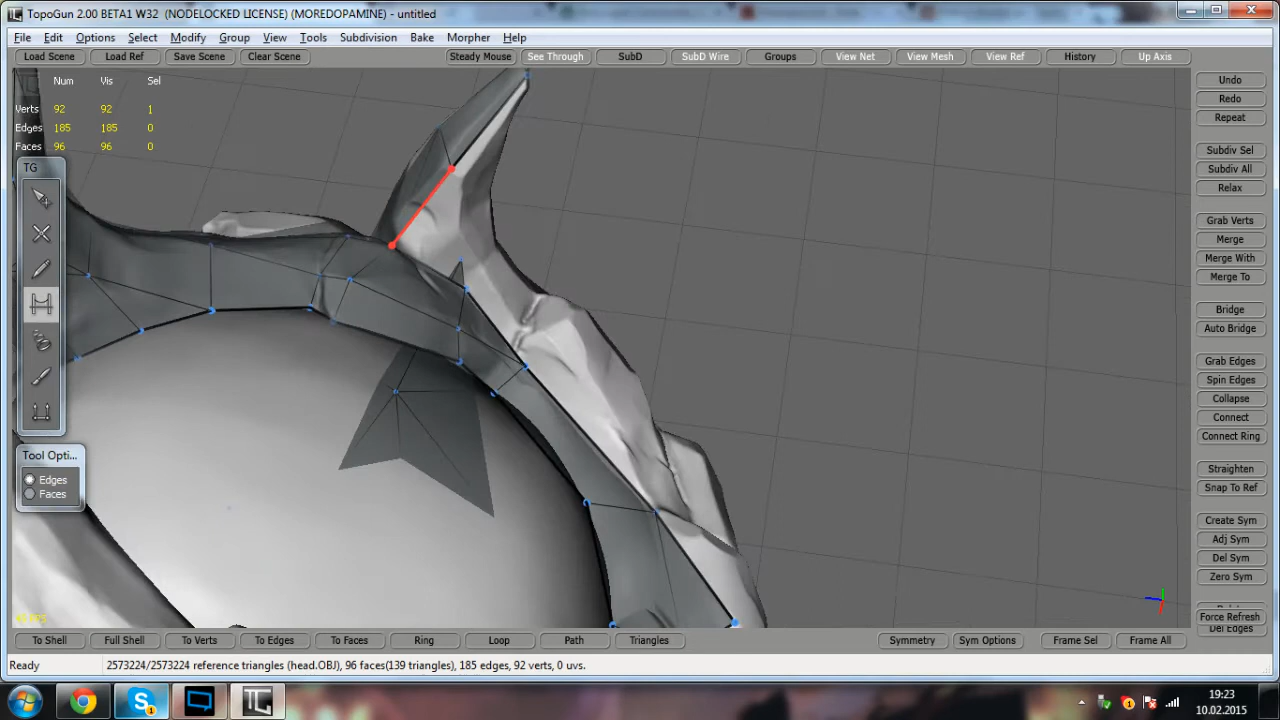 TopoGun 2.00 BETA1 W32 (NODELOCKED LICENSE) (MOREDOPAMINE) - untitled
File Edit Options Select Modify Group View Tools Subdivision Bake Morpher Help
Load Scene Load Ref Save Scene Clear Scene Steady Mouse See Through SubD SubD Wire Groups View Net View Mesh View Ref History Up Axis
Num Vis Sel
Verts 92 92 1
Edges 185 185 0
Faces 96 96 0
TG
Tool Opti...
Edges
Faces
Undo
Redo
Repeat
Subdiv Sel
Subdiv All
Relax
Grab Verts
Merge
Merge With
Merge To
Bridge
Auto Bridge
Grab Edges
Spin Edges
Collapse
Connect
Connect Ring
Straighten
Snap To Ref
Create Sym
Adj Sym
Del Sym
Zero Sym
Force Refresh
Del Edges
To Shell Full Shell To Verts To Edges To Faces Ring Loop Path Triangles Symmetry Sym Options Frame Sel Frame All
Ready 2573224/2573224 reference triangles (head.OBJ), 96 faces(139 triangles), 185 edges, 92 verts, 0 uvs.
19:23
10.02.2015